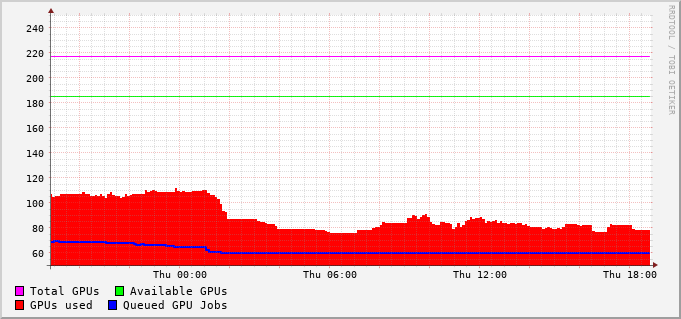 240
220
200
180
160
140
120
100
80
60
Thu 00:00 Thu 06:00 Thu 12:00 Thu 18:00
Total GPUs Available GPUs
GPUs used Queued GPU Jobs
RRDTOOL / TOBI OETIKER